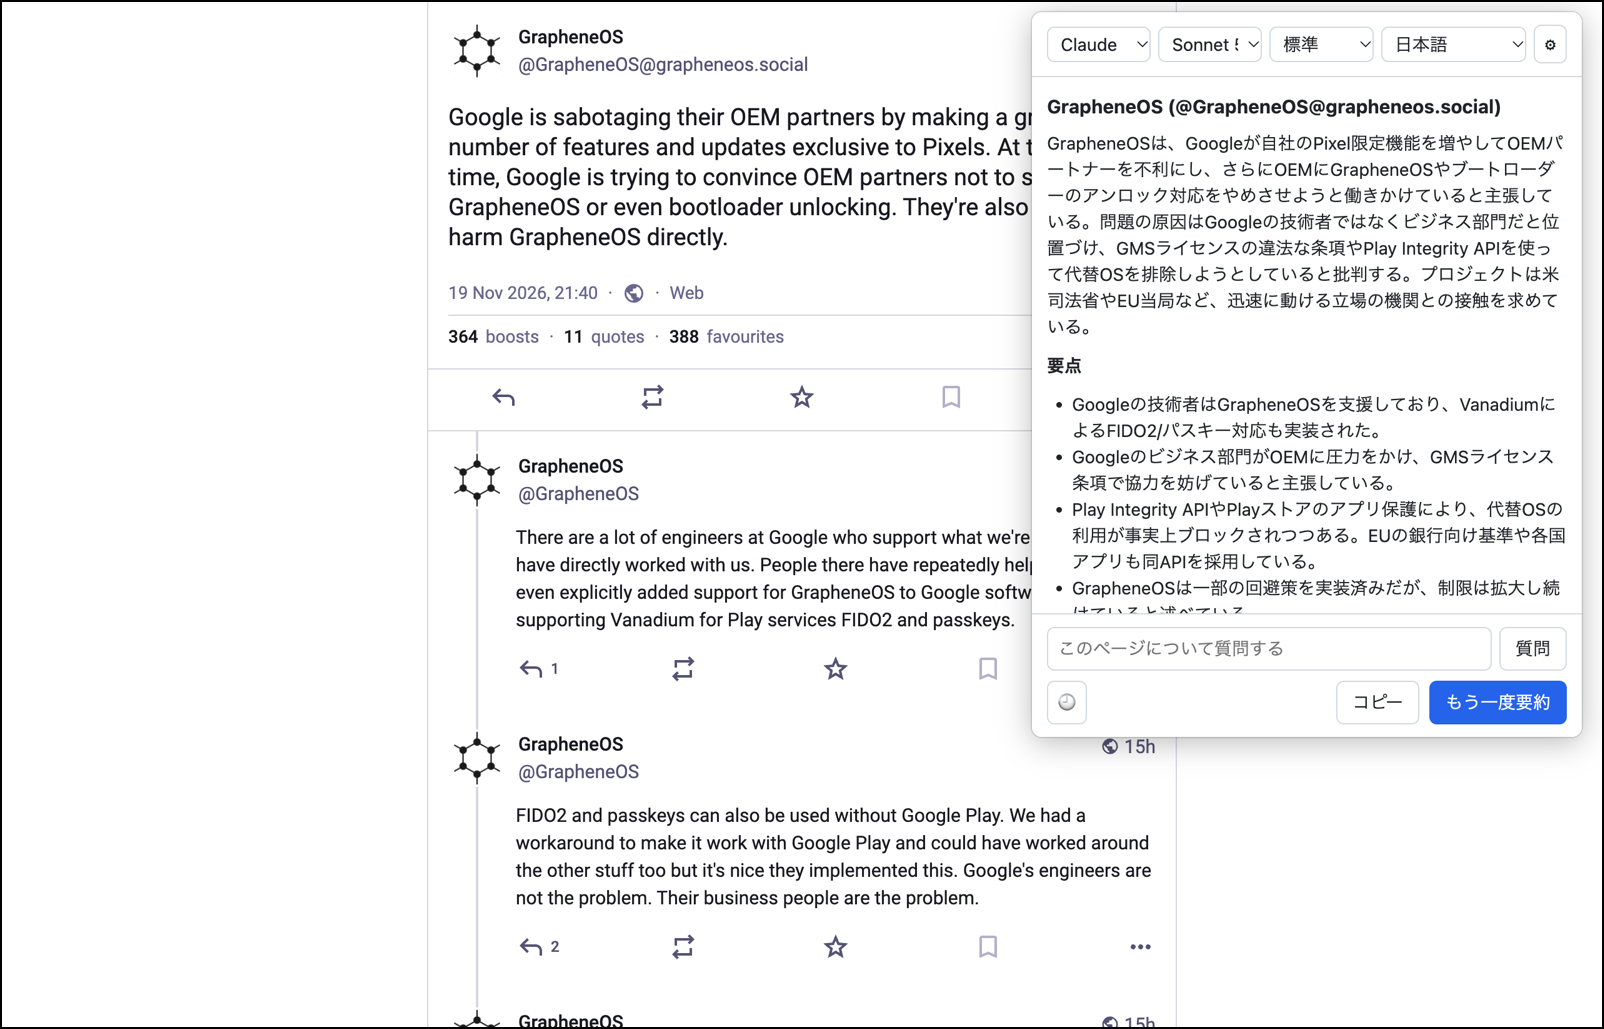 GrapheneOS
@GrapheneOS@grapheneos.social
Google is sabotaging their OEM partners by making a
number of features and updates exclusive to Pixels. At
time, Google is trying to convince OEM partners not to
GrapheneOS or even bootloader unlocking. They're also
harm GrapheneOS directly.
19 Nov 2026, 21:40 · Web
364 boosts · 11 quotes · 388 favourites
GrapheneOS
@GrapheneOS
There are a lot of engineers at Google who support what we're
have directly worked with us. People there have repeatedly
even explicitly added support for GrapheneOS to Google
supporting Vanadium for Play services FIDO2 and passkeys.
1
GrapheneOS
@GrapheneOS
15h
FIDO2 and passkeys can also be used without Google Play. We had a
workaround to make it work with Google Play and could have worked around
the other stuff too but it's nice they implemented this. Google's engineers are
not the problem. Their business people are the problem.
2
GrapheneOS
15h
Claude
Sonnet
標準
日本語
GrapheneOS (@GrapheneOS@grapheneos.social)
GrapheneOSは、Googleが自社のPixel限定機能を増やしてOEMパ
ートナーを不利にし、さらにOEMにGrapheneOSやブートローダ
ーのアンロック対応をやめさせようと働きかけていると主張して
いる。問題の原因はGoogleの技術者ではなくビジネス部門だと位
置づけ、GMSライセンスの違法な条項やPlay Integrity APIを使っ
て代替OSを排除しようとしていると批判する。プロジェクトは米
司法省やEU当局など、迅速に動ける立場の機関との接触を求めて
いる。
要点
• Googleの技術者はGrapheneOSを支援しており、Vanadiumに
よるFIDO2/パスキー対応も実装された。
• Googleのビジネス部門がOEMに圧力をかけ、GMSライセンス
条項で協力を妨げていると主張している。
• Play Integrity APIやPlayストアのアプリ保護により、代替OSの
利用が事実上ブロックされつつある。EUの銀行向け基準や各国
アプリも同APIを採用している。
• GrapheneOSは一部の回避策を実装済みだが、制限は拡大し続
けていると述べている。
このページについて質問する
質問
コピー
もう一度要約